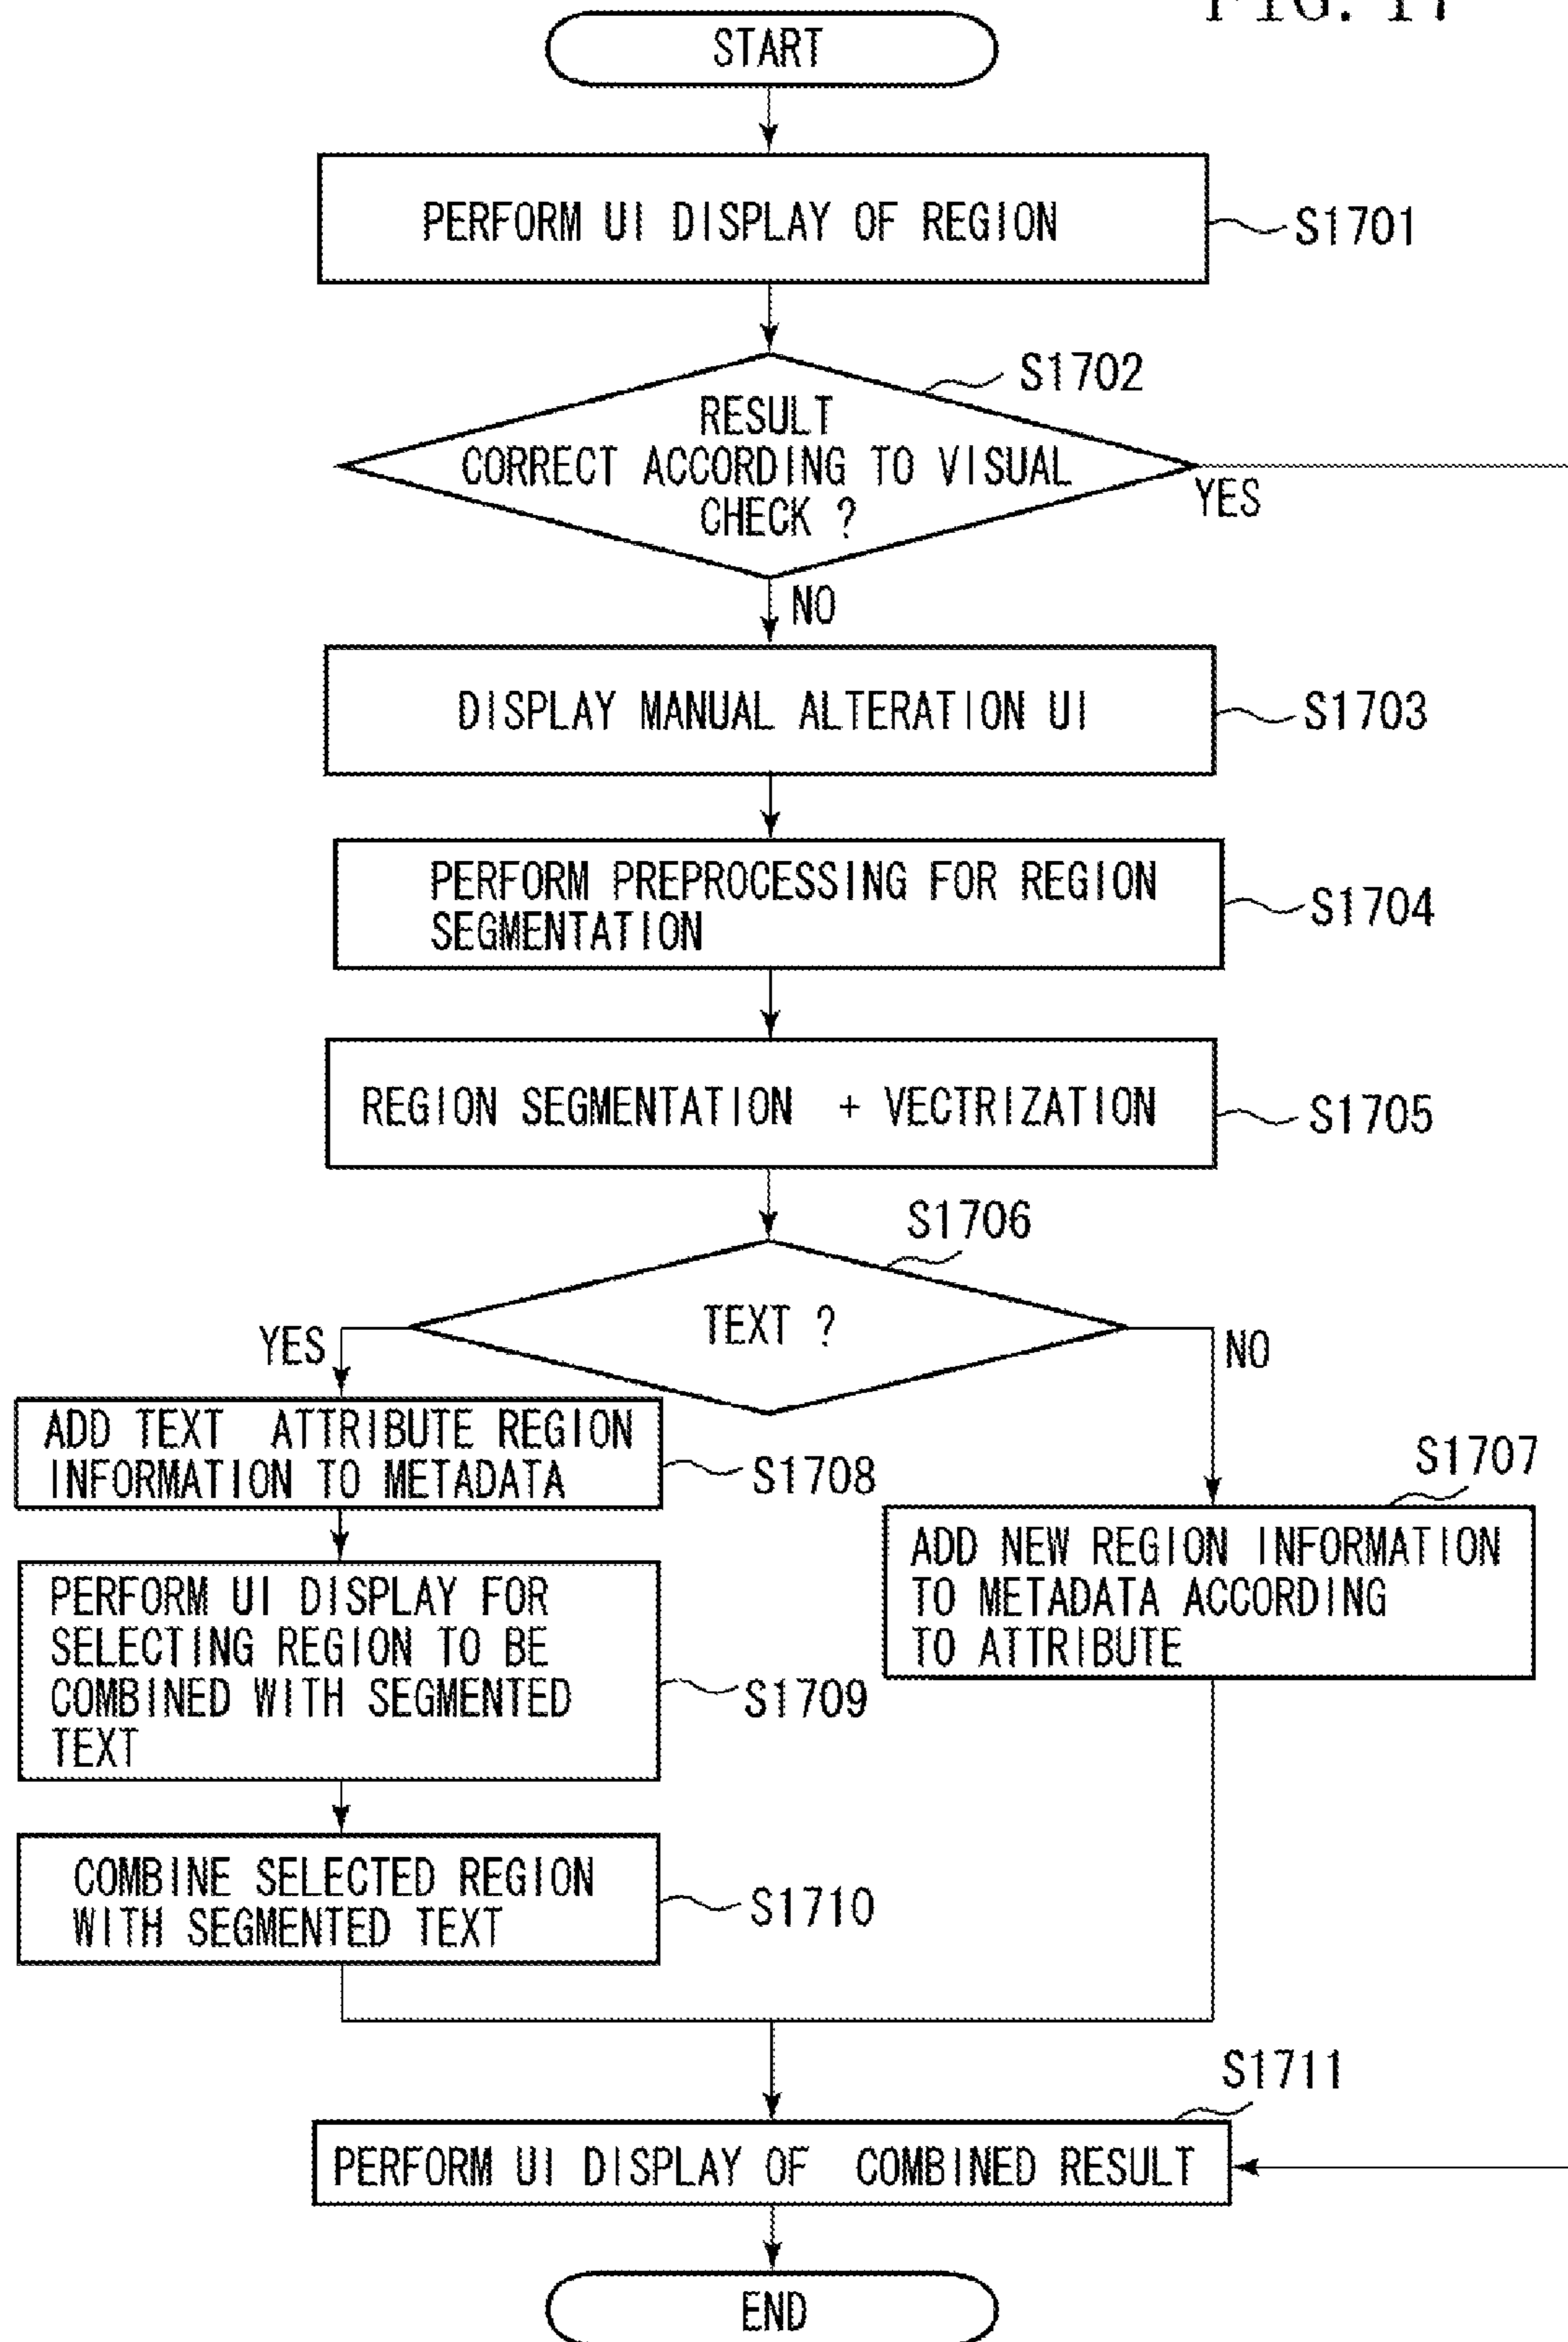 FIG. 17
START
PERFORM UI DISPLAY OF REGION
S1701
S1702
RESULT
CORRECT ACCORDING TO VISUAL
CHECK ?
YES
NO
DISPLAY MANUAL ALTERATION UI
S1703
PERFORM PREPROCESSING FOR REGION
SEGMENTATION
S1704
REGION SEGMENTATION + VECTRIZATION
S1705
S1706
TEXT ?
YES
NO
ADD TEXT ATTRIBUTE REGION
INFORMATION TO METADATA
S1708
S1707
ADD NEW REGION INFORMATION
TO METADATA ACCORDING
TO ATTRIBUTE
PERFORM UI DISPLAY FOR
SELECTING REGION TO BE
COMBINED WITH SEGMENTED
TEXT
S1709
COMBINE SELECTED REGION
WITH SEGMENTED TEXT
S1710
S1711
PERFORM UI DISPLAY OF COMBINED RESULT
END